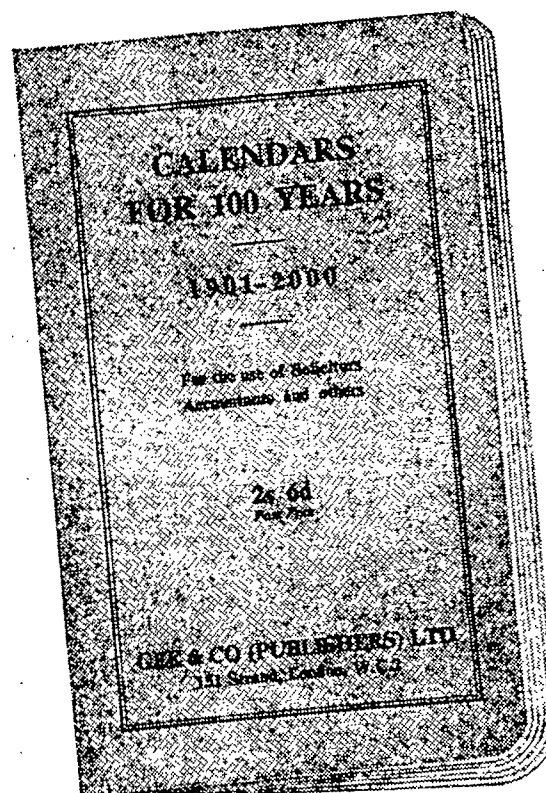 CALENDARS
FOR 100 YEARS
1901-2000
For the use of Solicitors
Accountants and others
2s 6d
Post Free
GEE & CO (PUBLISHERS) LTD
151 Strand, London, W.C.2